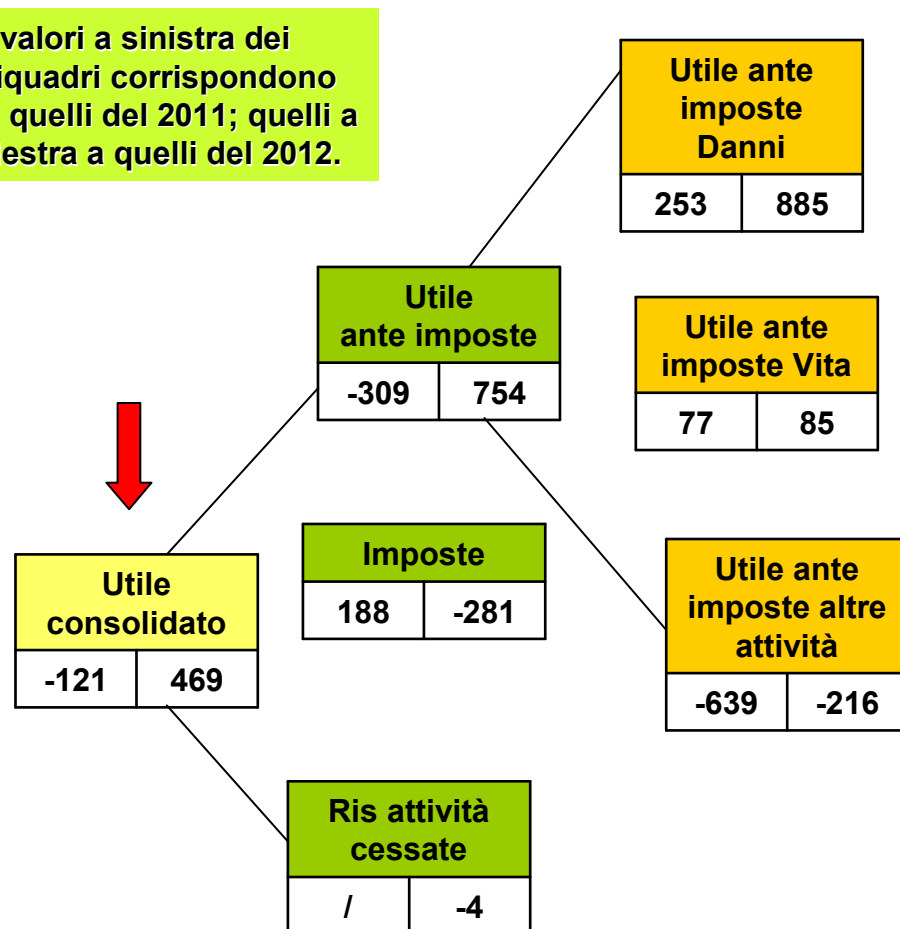 valori a sinistra dei
iquadri corrispondono
quelli del 2011; quelli a
estra a quelli del 2012.
Utile ante
imposte
Danni
253 885
Utile
ante imposte
-309 754
Utile ante
imposte Vita
77 85
Imposte
188 -281
Utile
consolidato
-121 469
Utile ante
imposte altre
attività
-639 -216
Ris attività
cessate
/ -4